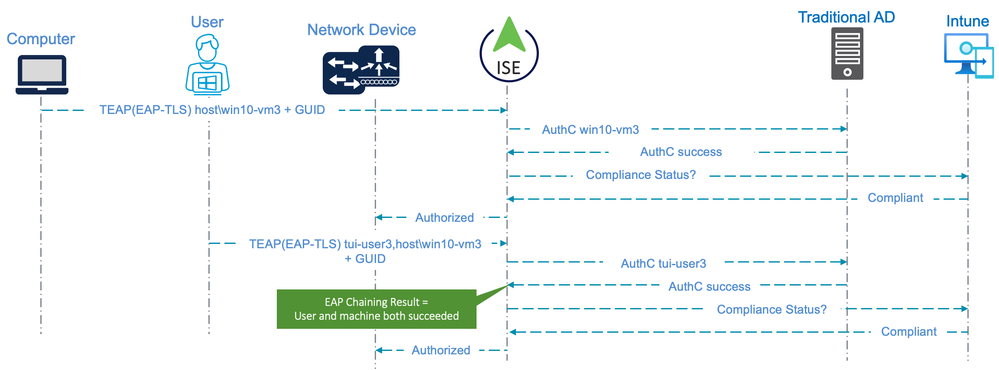 Computer
User
Network Device
ISE
Traditional AD
Intune
TEAP(EAP-TLS) host\win10-vm3 + GUID
AuthC win10-vm3
AuthC success
Compliance Status?
Compliant
Authorized
TEAP(EAP-TLS) tui-user3,host\win10-vm3
+ GUID
AuthC tui-user3
AuthC success
EAP Chaining Result =
User and machine both succeeded
Compliance Status?
Compliant
Authorized